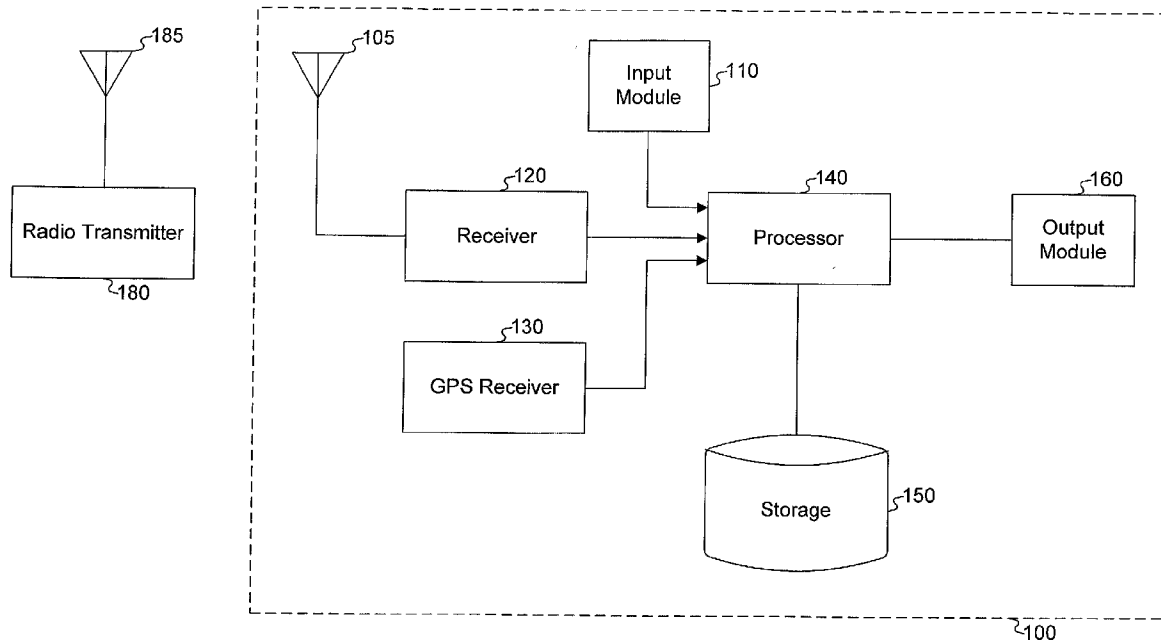 185
105
Input
Module
110
Radio Transmitter
180
120
Receiver
140
Processor
160
Output
Module
130
GPS Receiver
Storage
150
100